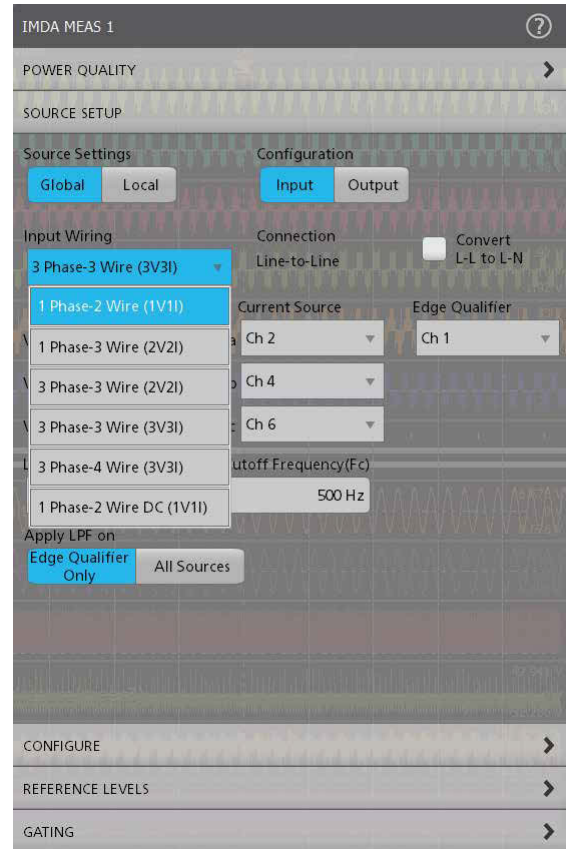 IMDA MEAS 1
?
POWER QUALITY
SOURCE SETUP
Source Settings
Configuration
Global
Local
Input
Output
Input Wiring
Connection
Convert
L-L to L-N
3 Phase-3 Wire (3V3I)
Line-to-Line
1 Phase-2 Wire (1V1I)
1 Phase-3 Wire (2V2I)
3 Phase-3 Wire (2V2I)
3 Phase-3 Wire (3V3I)
3 Phase-4 Wire (3V3I)
1 Phase-2 Wire DC (1V1I)
Current Source
Edge Qualifier
Ch 2
Ch 1
Ch 4
Ch 6
utoff Frequency(Fc)
500 Hz
Apply LPF on
Edge Qualifier
Only
All Sources
CONFIGURE
REFERENCE LEVELS
GATING